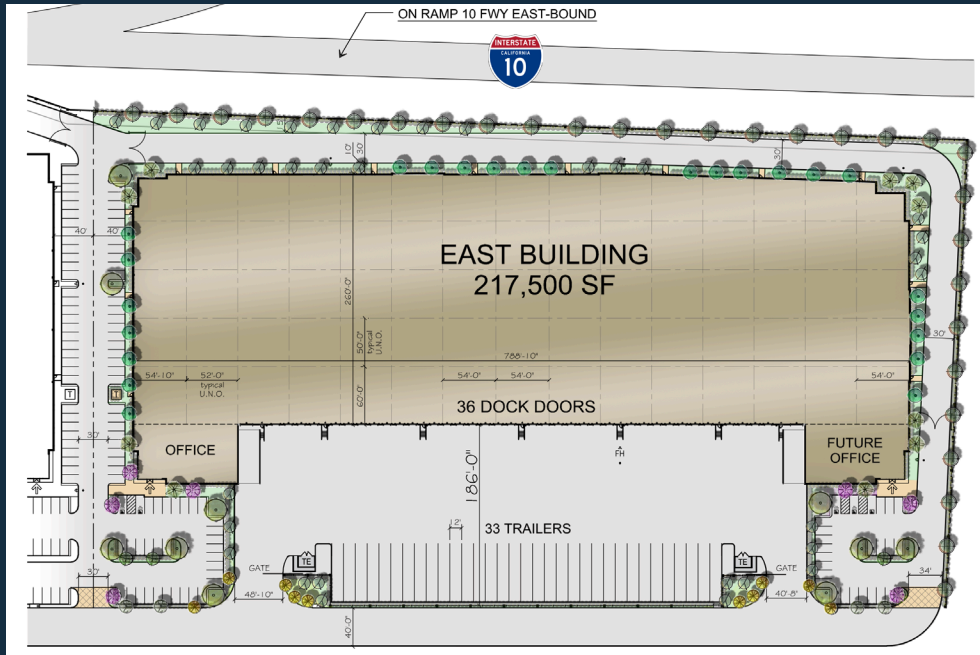 ON RAMP 10 FWY EAST-BOUND
INTERSTATE
CALIFORNIA
10
10'
30'
30'
40'
40'
EAST BUILDING
217,500 SF
260'-0"
50'-0"
typical
U.N.O.
788'-10"
30'
54'-10"
52'-0"
typical
U.N.O.
54'-0"
54'-0"
54'-0"
60'-0"
T
T
36 DOCK DOORS
30'
OFFICE
FUTURE
OFFICE
FH
186'-0"
12'
33 TRAILERS
TE
TE
GATE
GATE
30'
34'
48'-10"
40'-8"
40'-0"